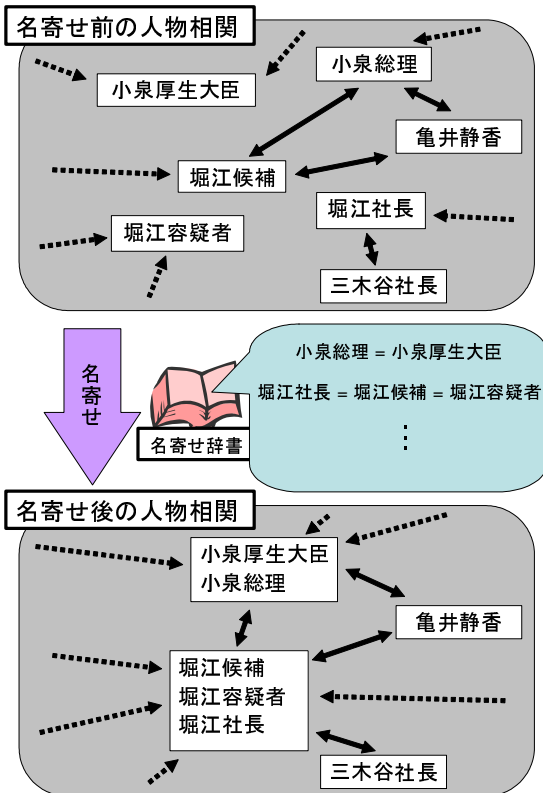 名寄せ前の人物相関
小泉総理
小泉厚生大臣
亀井静香
堀江候補
堀江社長
堀江容疑者
三木谷社長
名寄せ
小泉総理 = 小泉厚生大臣
堀江社長 = 堀江候補 = 堀江容疑者
⋮
名寄せ辞書
名寄せ後の人物相関
小泉厚生大臣
小泉総理
亀井静香
堀江候補
堀江容疑者
堀江社長
三木谷社長